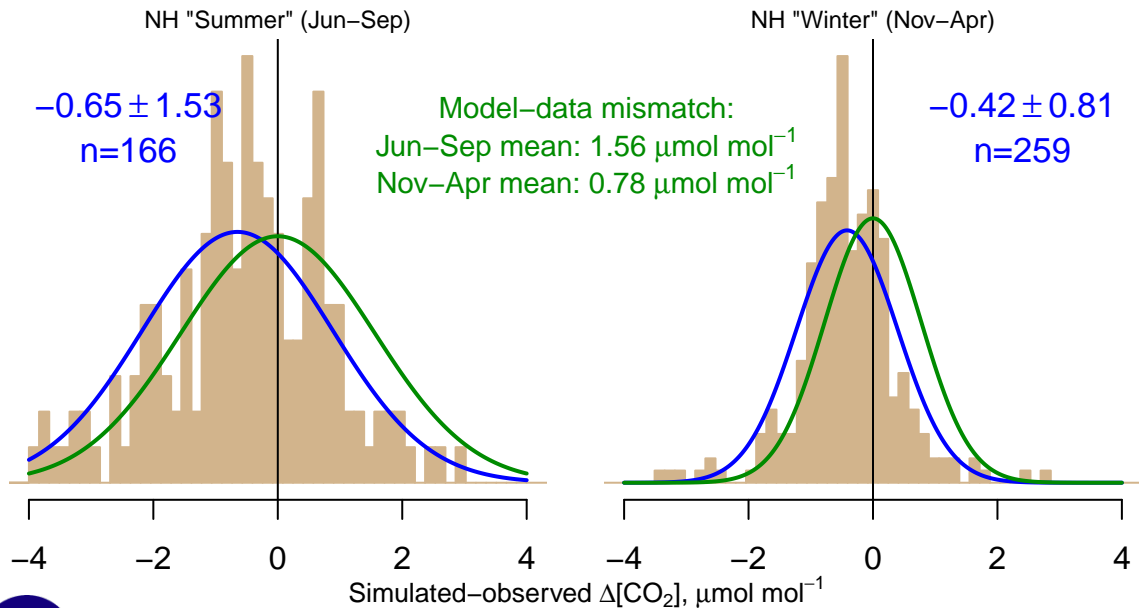 NH "Summer" (Jun−Sep)
−0.65 ± 1.53
n=166
Model−data mismatch:
Jun−Sep mean: 1.56 μmol mol⁻¹
Nov−Apr mean: 0.78 μmol mol⁻¹
NH "Winter" (Nov−Apr)
−0.42 ± 0.81
n=259
−4 −2 0 2 4
−4 −2 0 2 4
Simulated−observed Δ[CO₂], μmol mol⁻¹